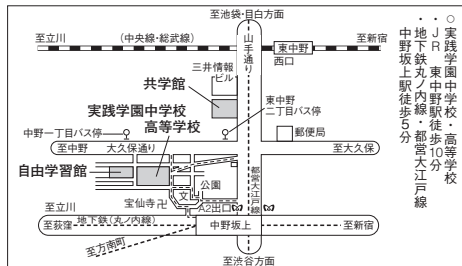 ○実践学園中学校・高等学校
・JR 東中野駅徒歩10分
・地下鉄丸ノ内線・都営大江戸線
中野坂上駅徒歩5分
至池袋・目白方面
至立川
(中央線・総武線)
山手通り
東中野
至新宿
西口
三井情報
ビル
共学館
実践学園中学校
高等学校
東中野
二丁目バス停
中野一丁目バス停
郵便局
至中野
大久保通り
至大久保
自由学習館
公園
都営大江戸線
文
宝仙寺卍
A2出口
至立川
至荻窪
地下鉄(丸ノ内線)
中野坂上
至新宿
至方南町
至渋谷方面